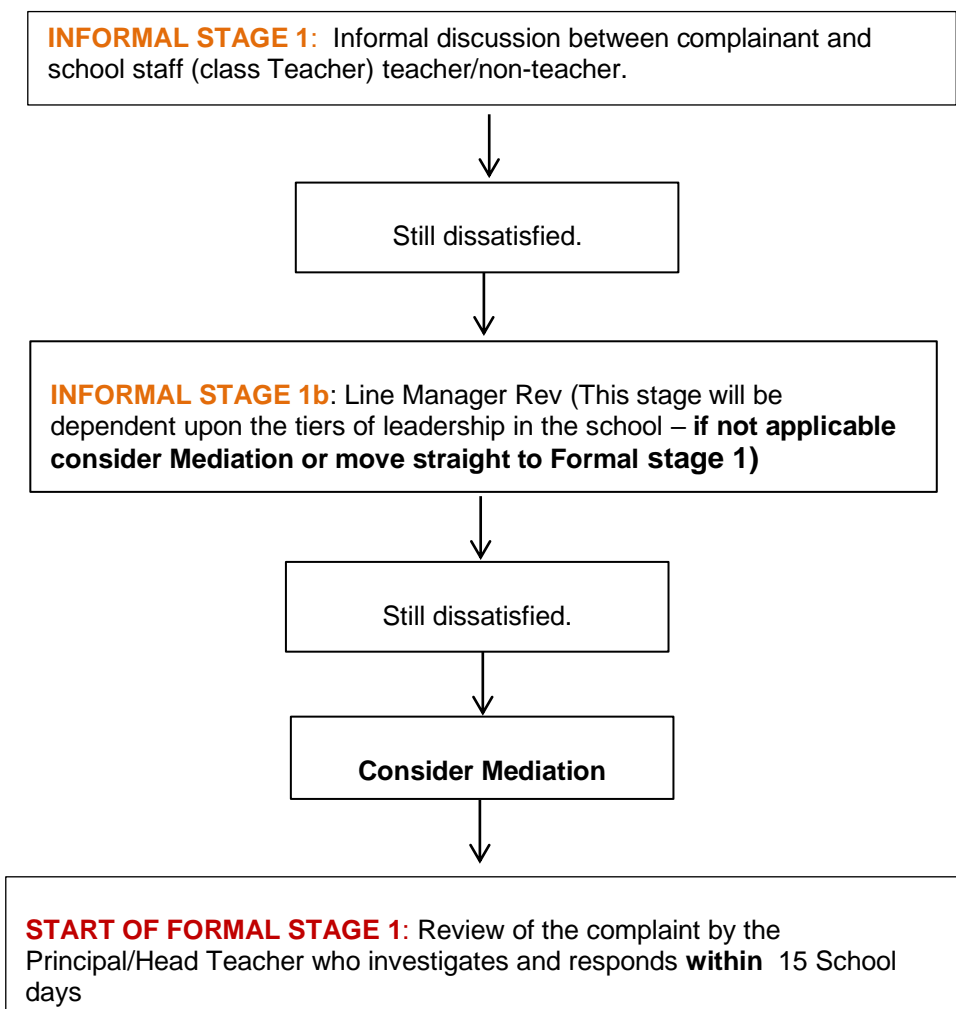 INFORMAL STAGE 1: Informal discussion between complainant and
school staff (class Teacher) teacher/non-teacher.
Still dissatisfied.
INFORMAL STAGE 1b: Line Manager Rev (This stage will be
dependent upon the tiers of leadership in the school – if not applicable
consider Mediation or move straight to Formal stage 1)
Still dissatisfied.
Consider Mediation
START OF FORMAL STAGE 1: Review of the complaint by the
Principal/Head Teacher who investigates and responds within 15 School
days